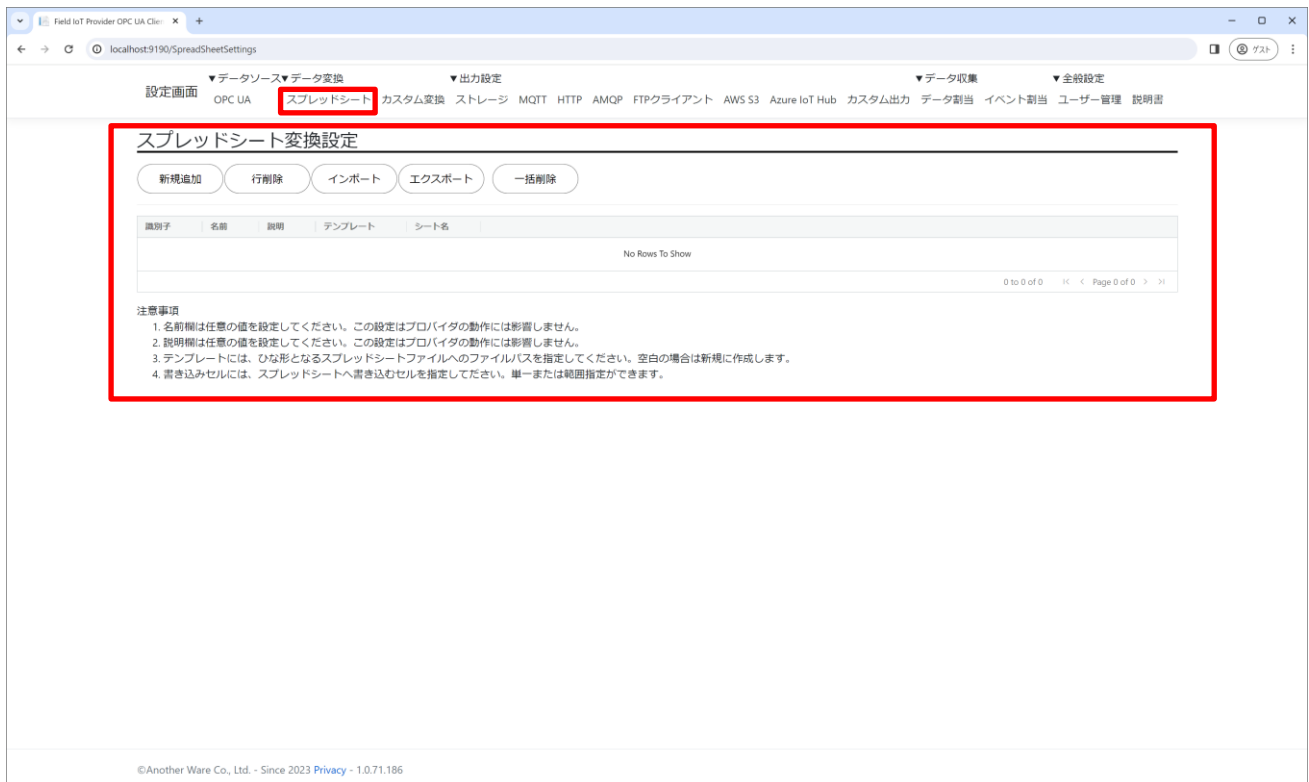 Field IoT Provider OPC UA Clien
localhost:9190/SpreadSheetSettings
ゲスト
設定画面
▼データソース ▼データ変換 ▼出力設定 ▼データ収集 ▼全般設定
OPC UA スプレッドシート カスタム変換 ストレージ MQTT HTTP AMQP FTPクライアント AWS S3 Azure IoT Hub カスタム出力 データ割当 イベント割当 ユーザー管理 説明書
スプレッドシート変換設定
新規追加 行削除 インポート エクスポート 一括削除
識別子 名前 説明 テンプレート シート名
No Rows To Show
0 to 0 of 0 Page 0 of 0
注意事項
1. 名前欄は任意の値を設定してください。この設定はプロバイダの動作には影響しません。
2. 説明欄は任意の値を設定してください。この設定はプロバイダの動作には影響しません。
3. テンプレートには、ひな形となるスプレッドシートファイルへのファイルパスを指定してください。空白の場合は新規に作成します。
4. 書き込みセルには、スプレッドシートへ書き込むセルを指定してださい。単一または範囲指定ができます。
©Another Ware Co., Ltd. - Since 2023 Privacy - 1.0.71.186